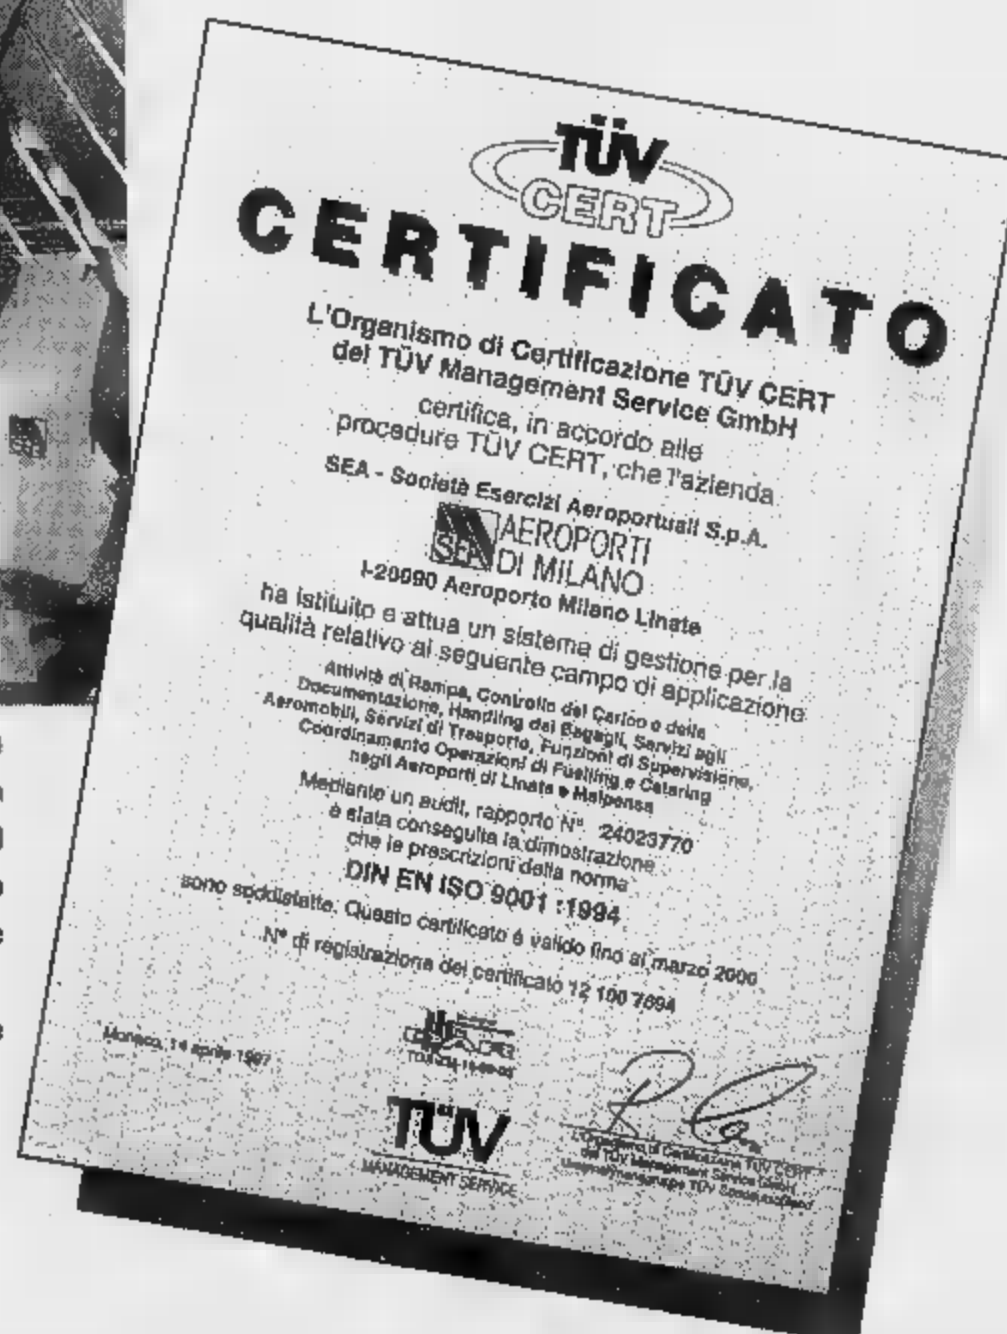 TÜV
CERT
CERTIFICATO
L'Organismo di Certificazione TÜV CERT
del TÜV Management Service GmbH
certifica, in accordo alle
procedure TÜV CERT, che l'azienda
SEA - Società Esercizi Aeroportuali S.p.A.
SEA AEROPORTI
DI MILANO
I-20090 Aeroporto Milano Linate
ha istituito e attua un sistema di gestione per la
qualità relativo al seguente campo di applicazione
Attività di Rampa, Controllo del Carico e della
Documentazione, Handling dei Bagagli, Servizi agli
Aeromobili, Servizi di Trasporto, Funzioni di Supervisione,
Coordinamento Operazioni di Fuelling e Catering
negli Aeroporti di Linate e Malpensa
Mediante un audit, rapporto N° 24023770
è stata conseguita la dimostrazione
che le prescrizioni della norma
DIN EN ISO 9001 :1994
sono soddisfatte. Questo certificato è valido fino al marzo 2000
N° di registrazione del certificato 12 100 7694
Monaco, 14 aprile 1997
TÜV
MANAGEMENT SERVICE
L'Organismo di Certificazione TÜV CERT
del TÜV Management Service GmbH